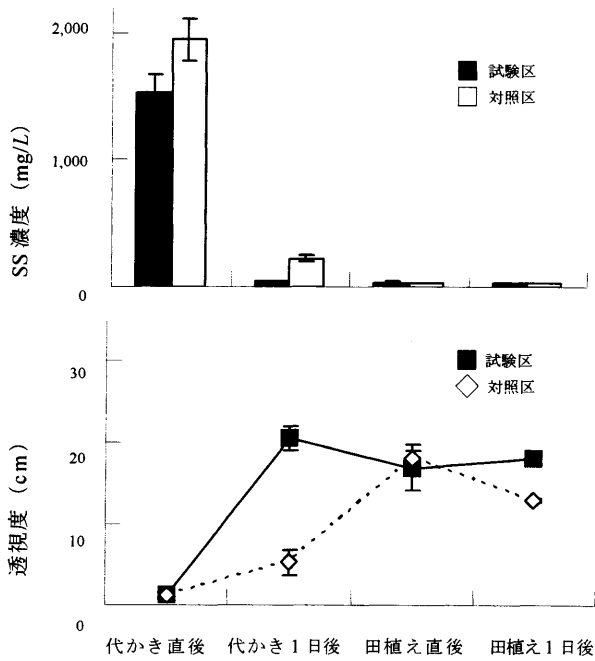 2,000
試験区
対照区
1,000
SS濃度 (mg/L)
0
30
試験区
対照区
20
透視度 (cm)
10
0
代かき直後 代かき1日後 田植え直後 田植え1日後